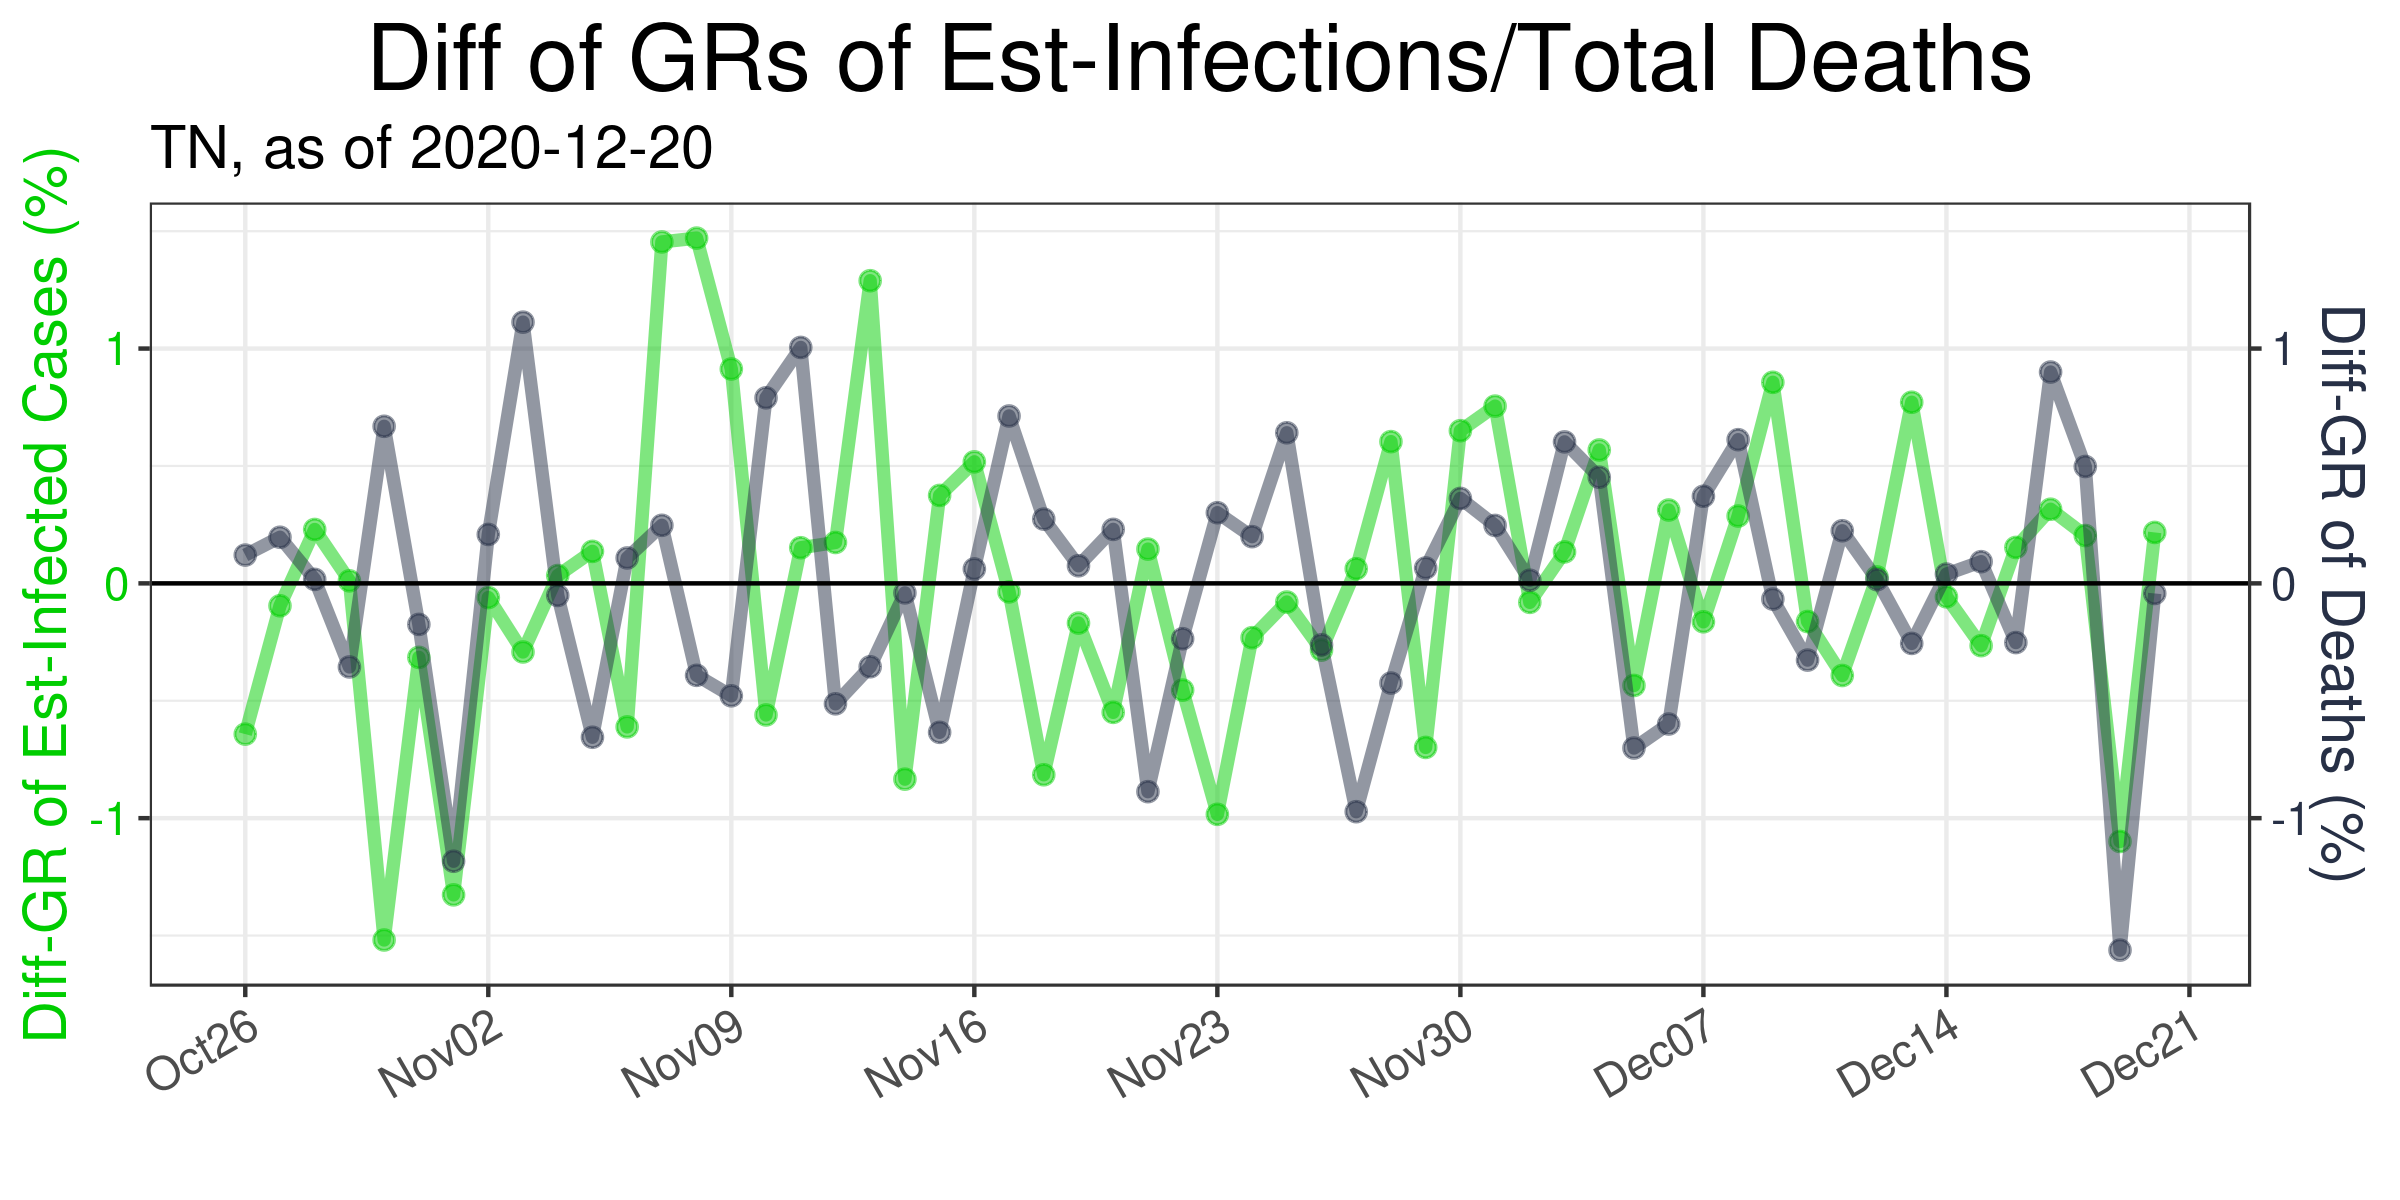 Diff of GRs of Est-Infections/Total Deaths
TN, as of 2020-12-20
Diff-GR of Est-Infected Cases (%)
1
0
-1
1
0
-1
Diff-GR of Deaths (%)
Oct26
Nov02
Nov09
Nov16
Nov23
Nov30
Dec07
Dec14
Dec21